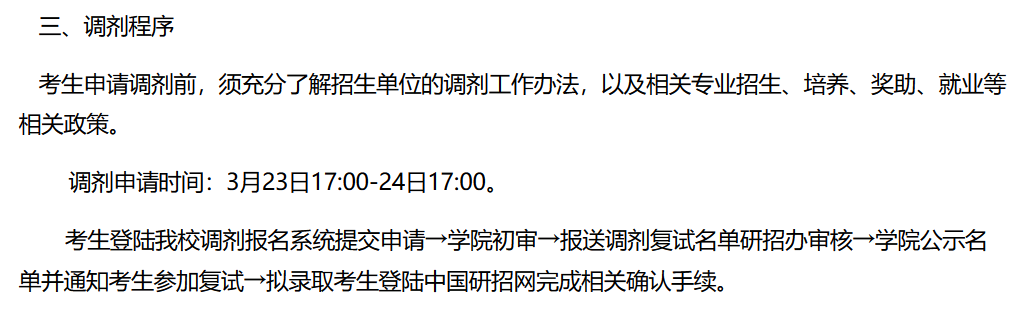 三、调剂程序
考生申请调剂前，须充分了解招生单位的调剂工作办法，以及相关专业招生、培养、奖助、就业等
相关政策。
调剂申请时间：3月23日17:00-24日17:00。
考生登陆我校调剂报名系统提交申请→学院初审→报送调剂复试名单研招办审核→学院公示名
单并通知考生参加复试→拟录取考生登陆中国研招网完成相关确认手续。